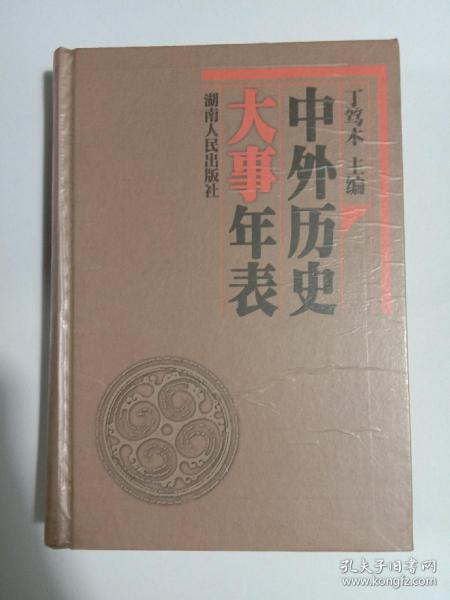 丁笃本 主编
中外历史
大事年表
湖南人民出版社
孔夫子旧书网
www.kongfz.com